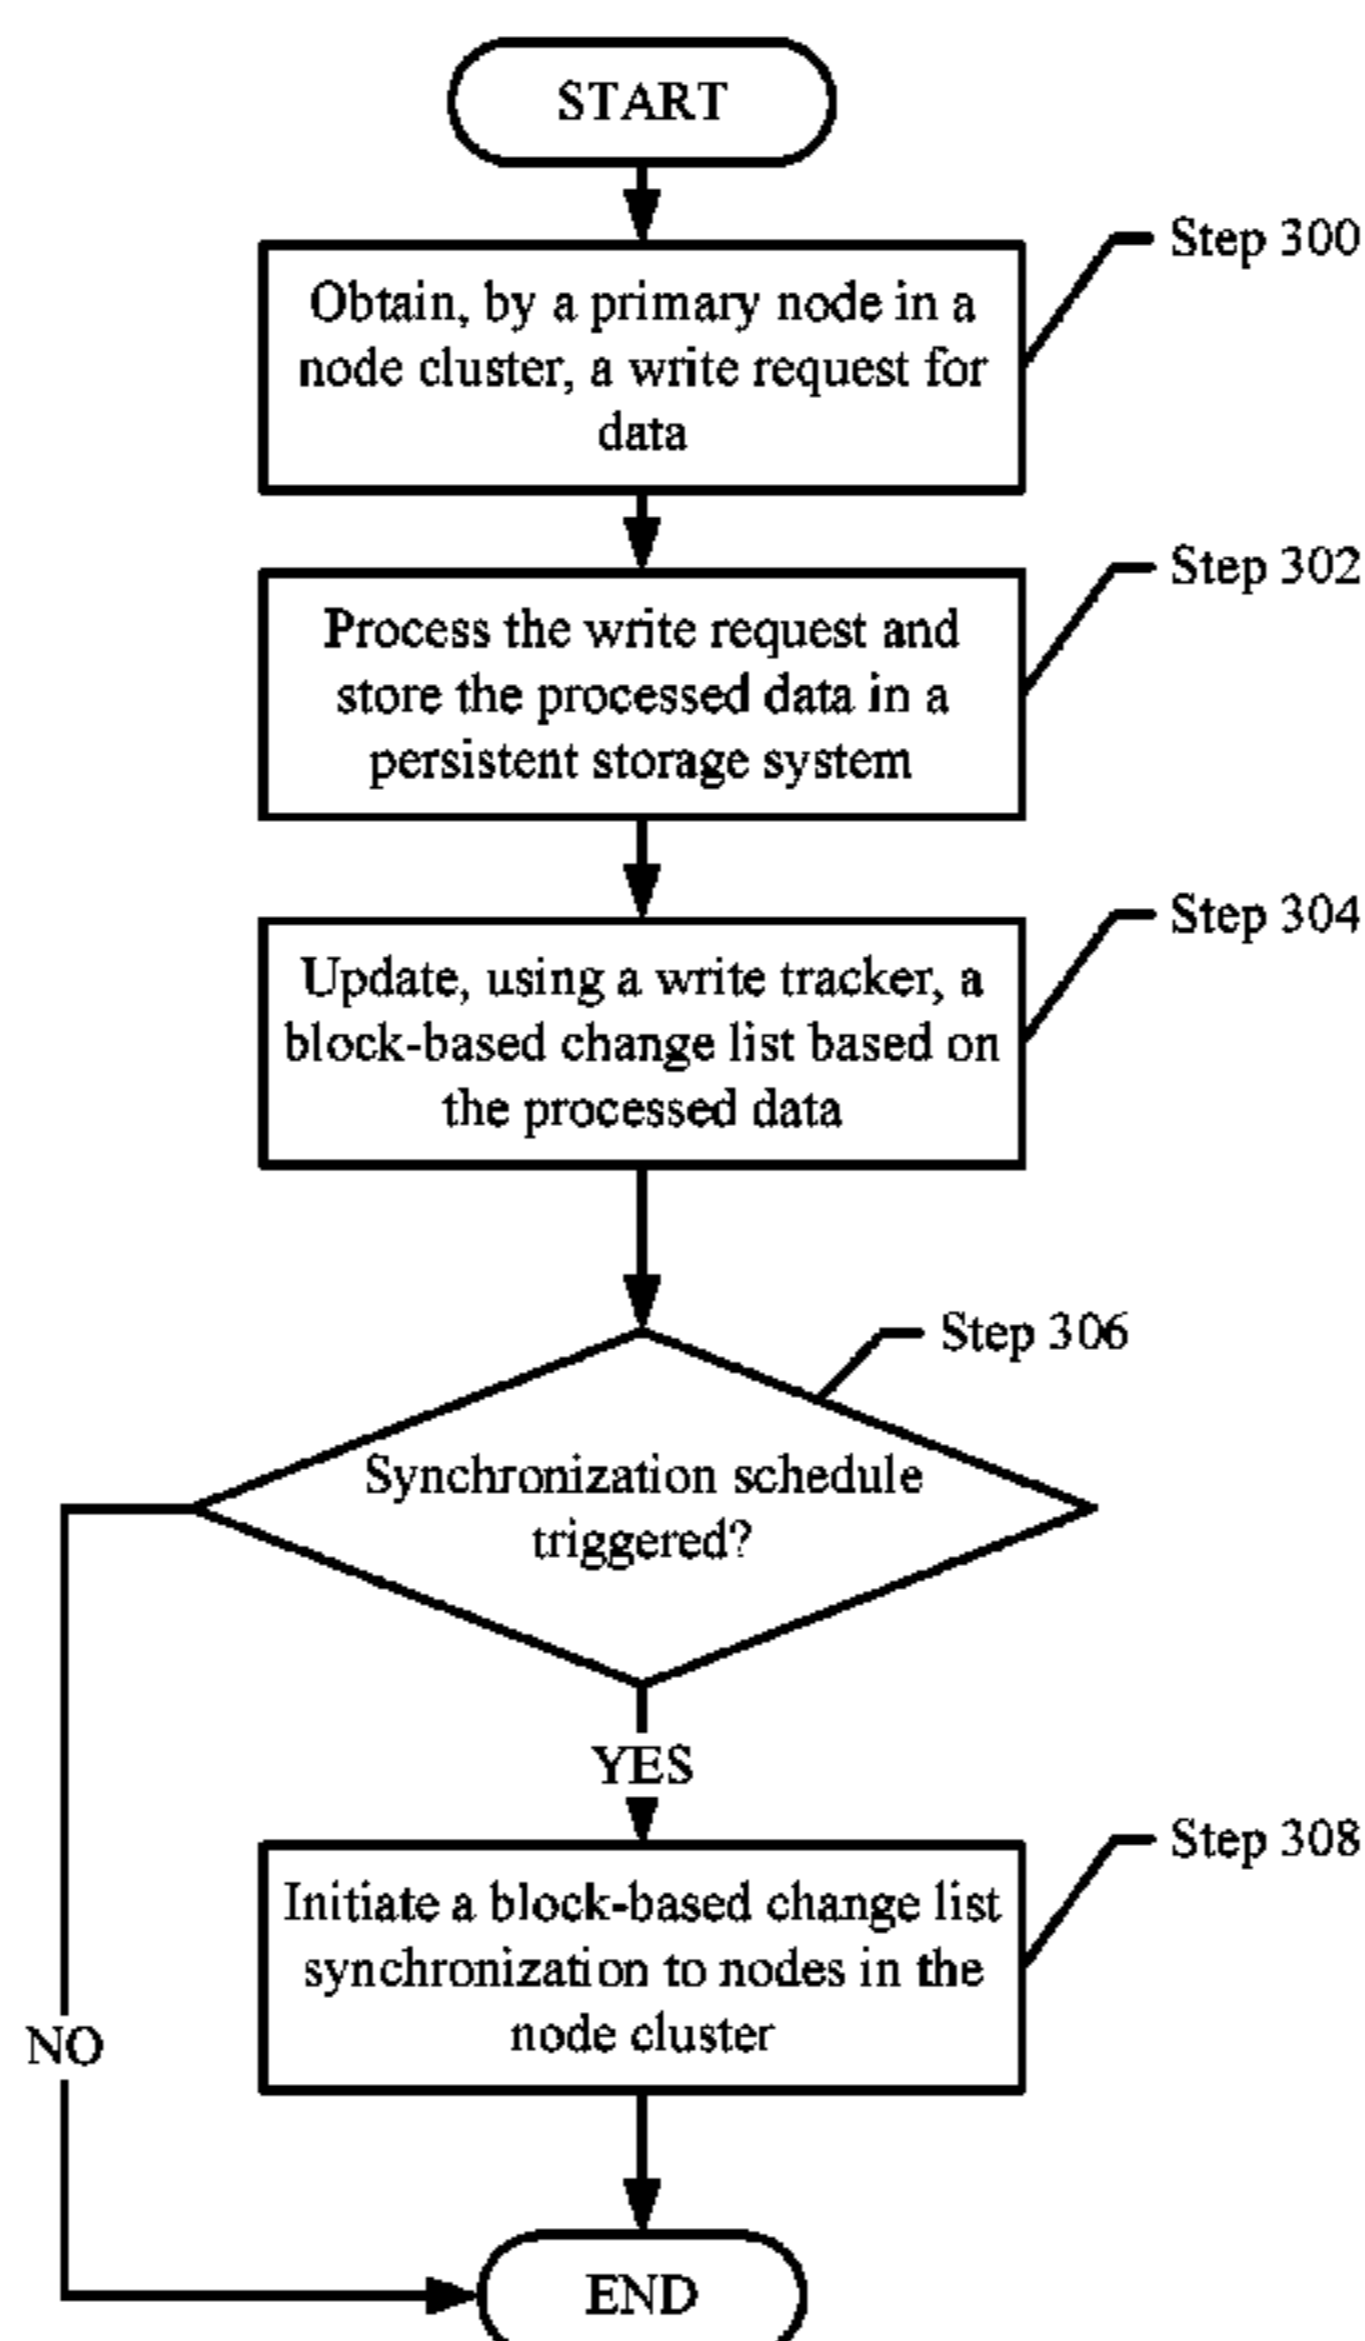 START
Step 300
Obtain, by a primary node in a
node cluster, a write request for
data
Step 302
Process the write request and
store the processed data in a
persistent storage system
Step 304
Update, using a write tracker, a
block-based change list based on
the processed data
Step 306
Synchronization schedule
triggered?
YES
Step 308
Initiate a block-based change list
synchronization to nodes in the
node cluster
NO
END